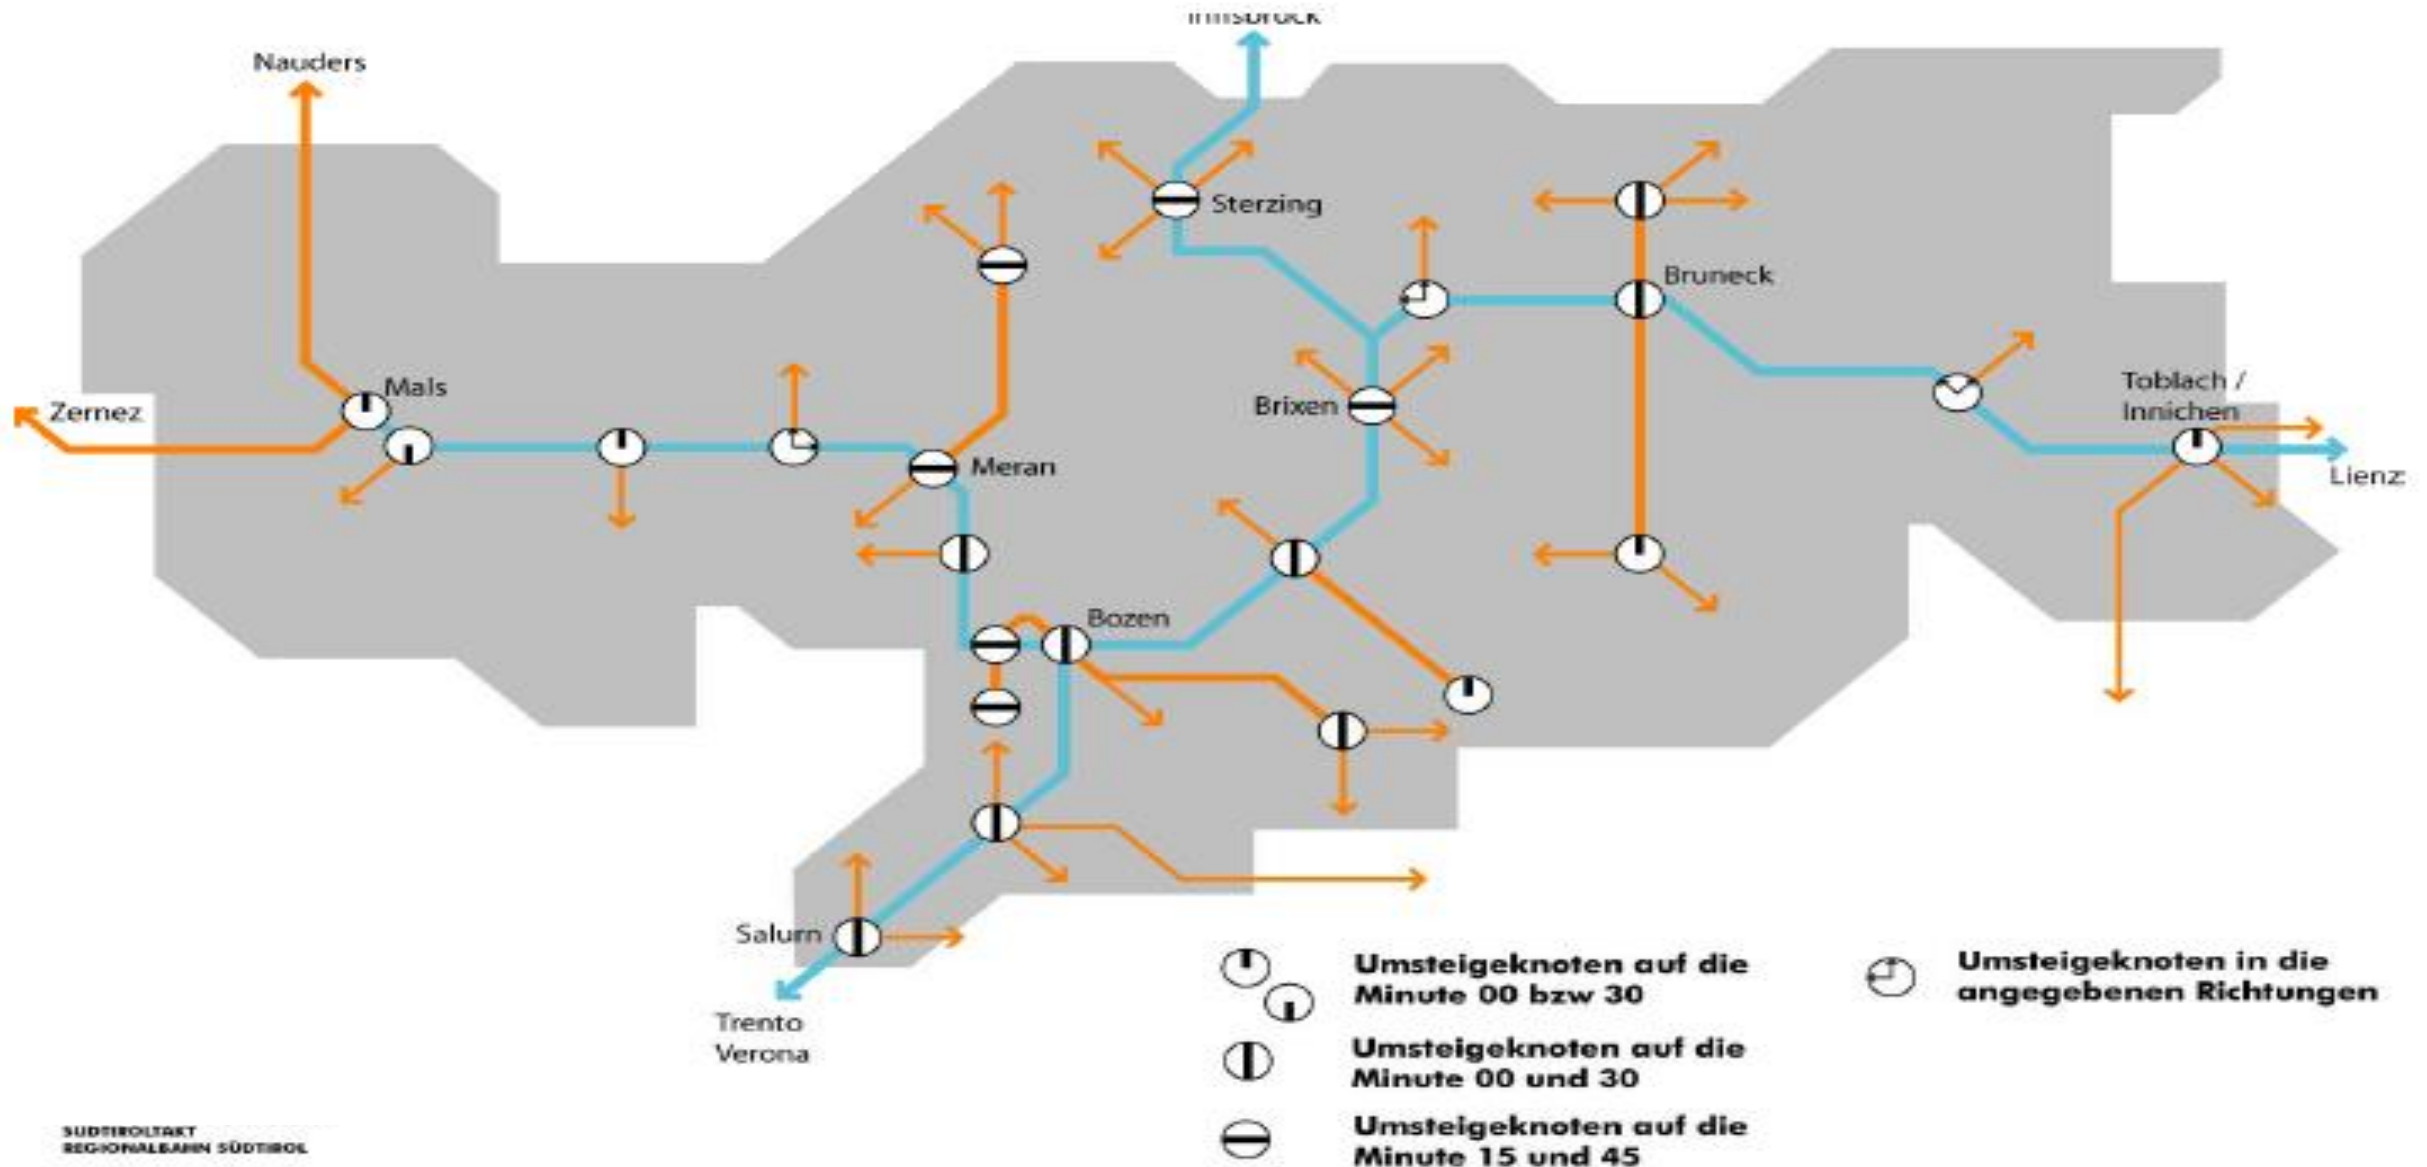 Innsbruck
Nauders
Sterzing
Bruneck
Mals
Zernez
Brixen
Toblach /
Innichen
Meran
Lienz
Bozen
Salurn
Trento
Verona
Umsteigeknoten auf die
Minute 00 bzw 30
Umsteigeknoten in die
angegebenen Richtungen
Umsteigeknoten auf die
Minute 00 und 30
Umsteigeknoten auf die
Minute 15 und 45
SÜDTIROLTAKT
REGIONALBAHN SÜDTIROL